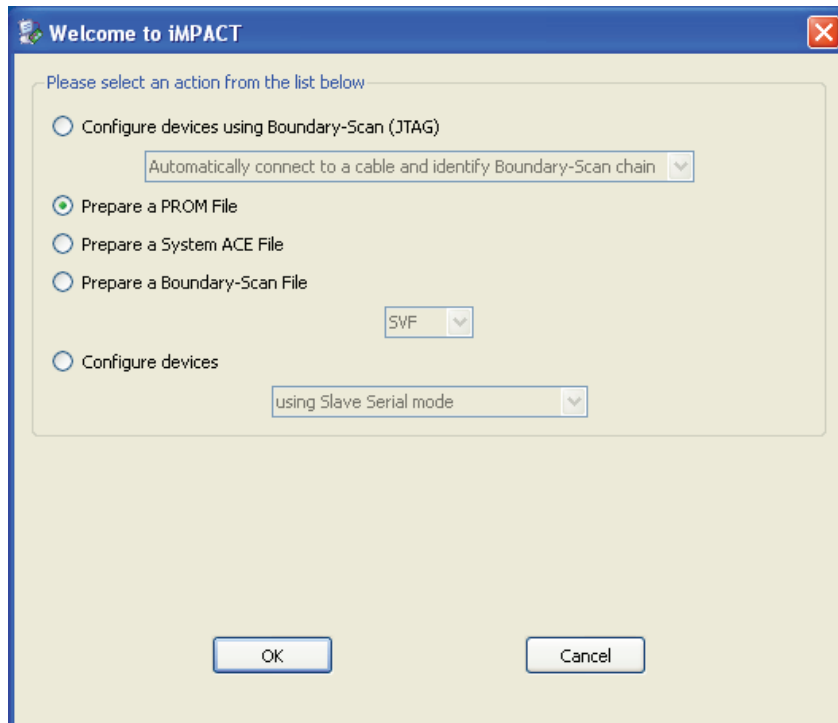 Welcome to iMPACT
Please select an action from the list below
Configure devices using Boundary-Scan (JTAG)
Automatically connect to a cable and identify Boundary-Scan chain
Prepare a PROM File
Prepare a System ACE File
Prepare a Boundary-Scan File
SVF
Configure devices
using Slave Serial mode
OK Cancel